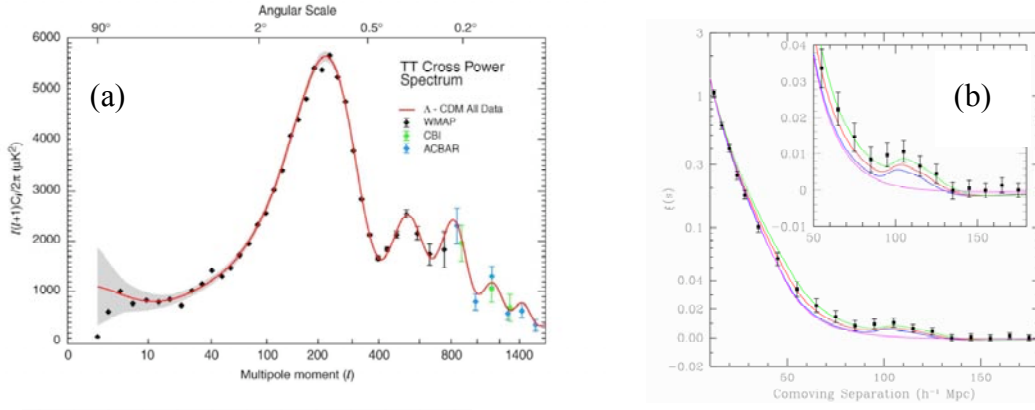 Angular Scale
90° 2° 0.5° 0.2°
6000
5000
4000
3000
2000
1000
0
(a)
TT Cross Power
Spectrum
Λ - CDM All Data
WMAP
CBI
ACBAR
l(l+1)Cₗ/2π (μK²)
0 10 40 100 200 400 800 1400
Multipole moment (l)
(b)
ξ(s)
1
0.3
0.1
0.04
0.02
0.00
-0.02
0.04
0.03
0.02
0.01
0
-0.01
50 100 150
50 100 150
Comoving Separation (h⁻¹ Mpc)